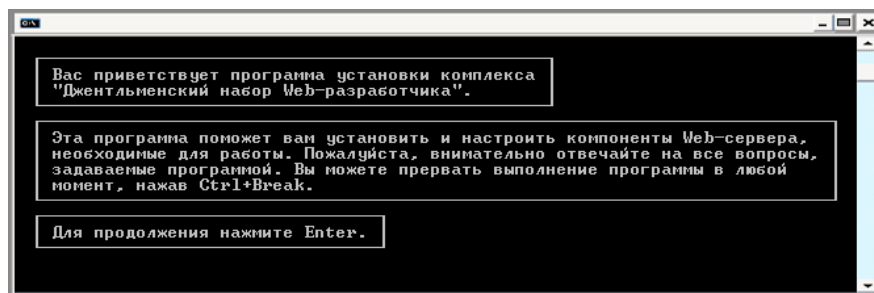 C:\
Вас приветствует программа установки комплекса
"Джентльменский набор Web-разработчика".
Эта программа поможет вам установить и настроить компоненты Web-сервера,
необходимые для работы. Пожалуйста, внимательно отвечайте на все вопросы,
задаваемые программой. Вы можете прервать выполнение программы в любой
момент, нажав Ctrl+Break.
Для продолжения нажмите Enter.